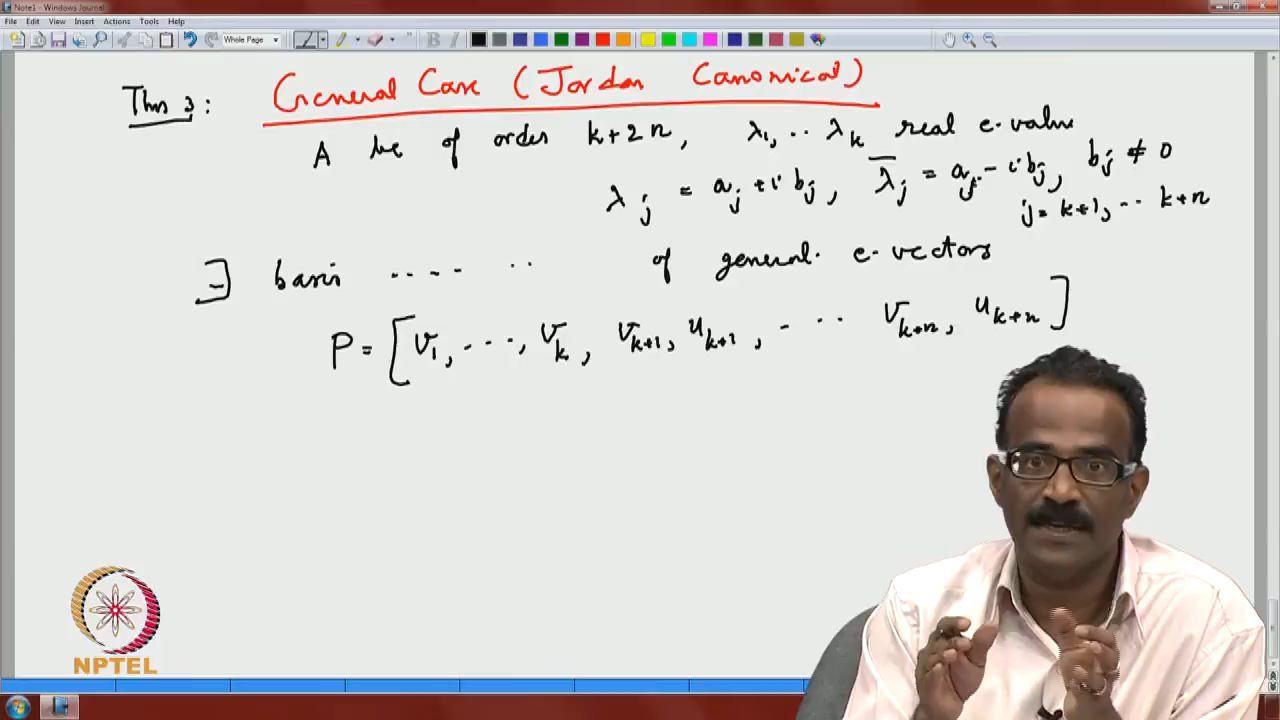 Note1 - Windows Journal
File Edit View Insert Actions Tools Help
Whole Page
Thm 3: General Case (Jordan Canonical)
A be of order k+2n, λ₁, .. λₖ real e-value
λⱼ = aⱼ + i bⱼ, λ̄ⱼ = aⱼ - i bⱼ, bⱼ ≠ 0
j = k+1, ... k+n
∃ basis .... .. of general. e-vectors
P = [v₁, ..., vₖ, vₖ₊₁, uₖ₊₁, - .. vₖ₊ₙ, uₖ₊ₙ]
NPTEL